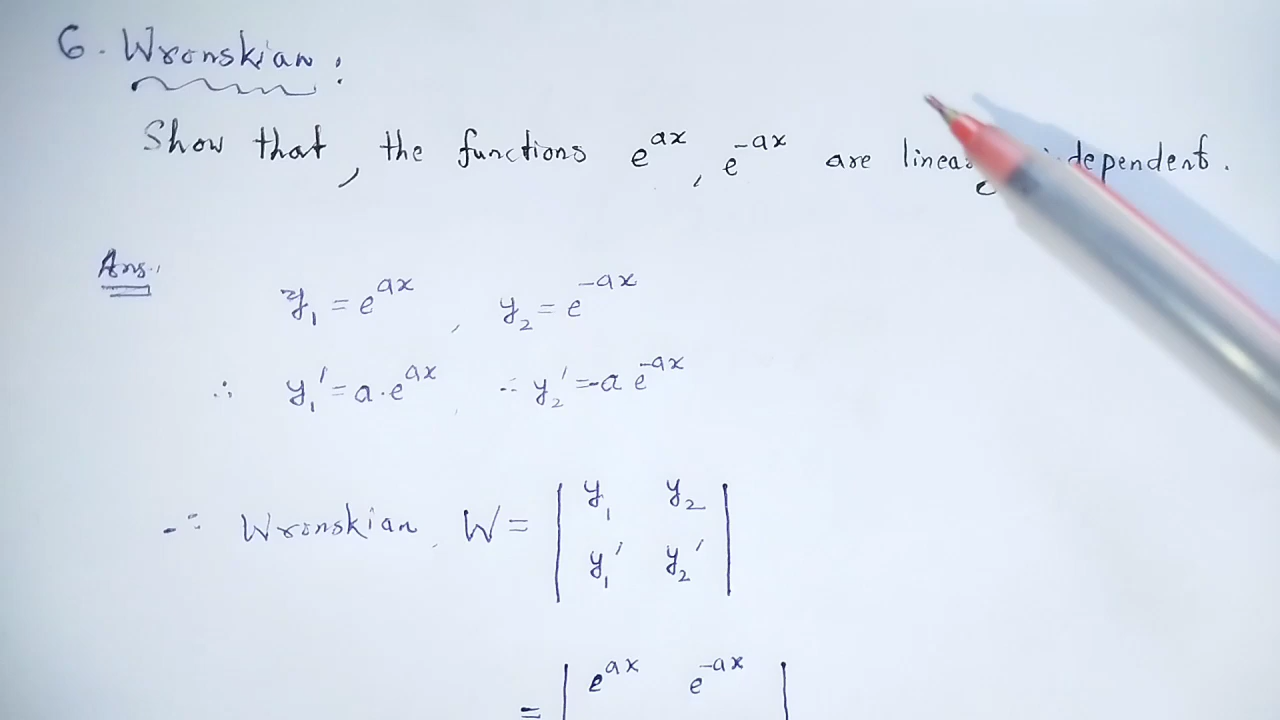 6. Wronskian :
Show that, the functions e^{ax}, e^{-ax} are dependent.
Ans.
y₁ = e^{ax}, y₂ = e^{-ax}
∴ y₁' = a·e^{ax}, ∴ y₂' = -a e^{-ax}
∴ Wronskian, W = | y₁ y₂ |
| y₁' y₂' |
= | e^{ax} e^{-ax} |